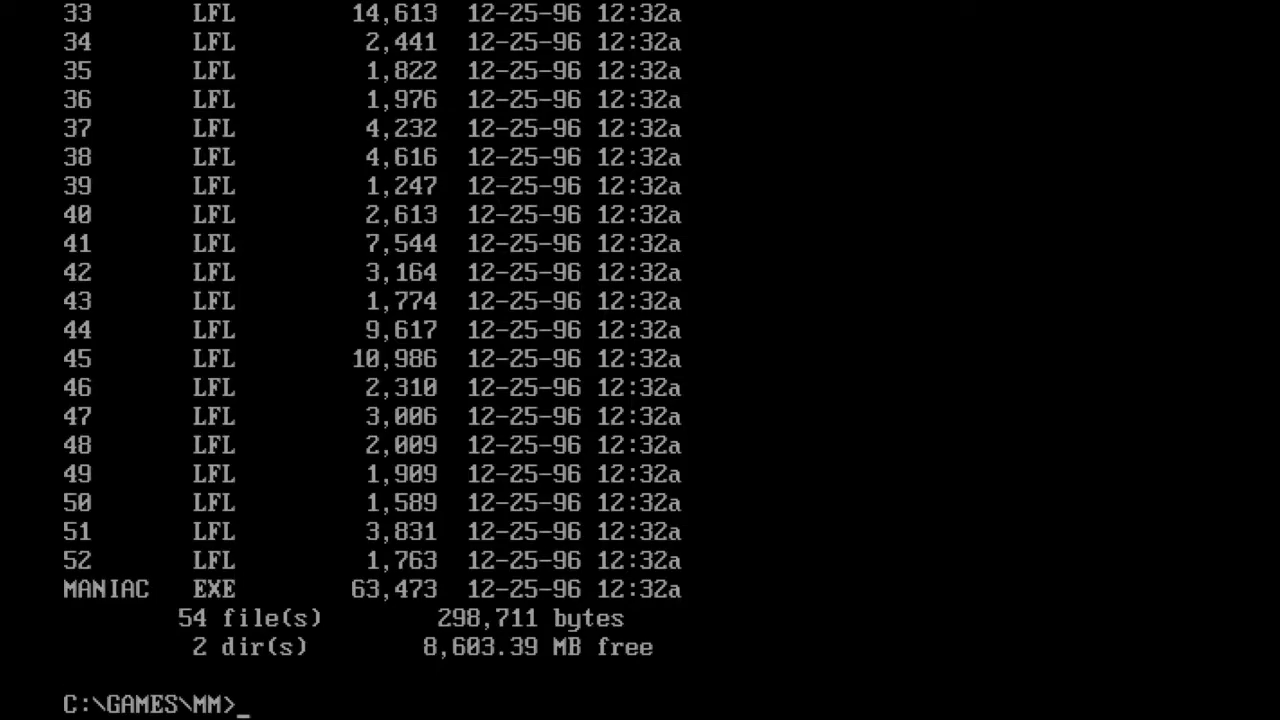 33       LFL        14,613  12-25-96 12:32a
34       LFL         2,441  12-25-96 12:32a
35       LFL         1,822  12-25-96 12:32a
36       LFL         1,976  12-25-96 12:32a
37       LFL         4,232  12-25-96 12:32a
38       LFL         4,616  12-25-96 12:32a
39       LFL         1,247  12-25-96 12:32a
40       LFL         2,613  12-25-96 12:32a
41       LFL         7,544  12-25-96 12:32a
42       LFL         3,164  12-25-96 12:32a
43       LFL         1,774  12-25-96 12:32a
44       LFL         9,617  12-25-96 12:32a
45       LFL        10,986  12-25-96 12:32a
46       LFL         2,310  12-25-96 12:32a
47       LFL         3,006  12-25-96 12:32a
48       LFL         2,009  12-25-96 12:32a
49       LFL         1,909  12-25-96 12:32a
50       LFL         1,589  12-25-96 12:32a
51       LFL         3,831  12-25-96 12:32a
52       LFL         1,763  12-25-96 12:32a
MANIAC   EXE        63,473  12-25-96 12:32a
        54 file(s)        298,711 bytes
         2 dir(s)        8,603.39 MB free
C:\GAMES\MM>_